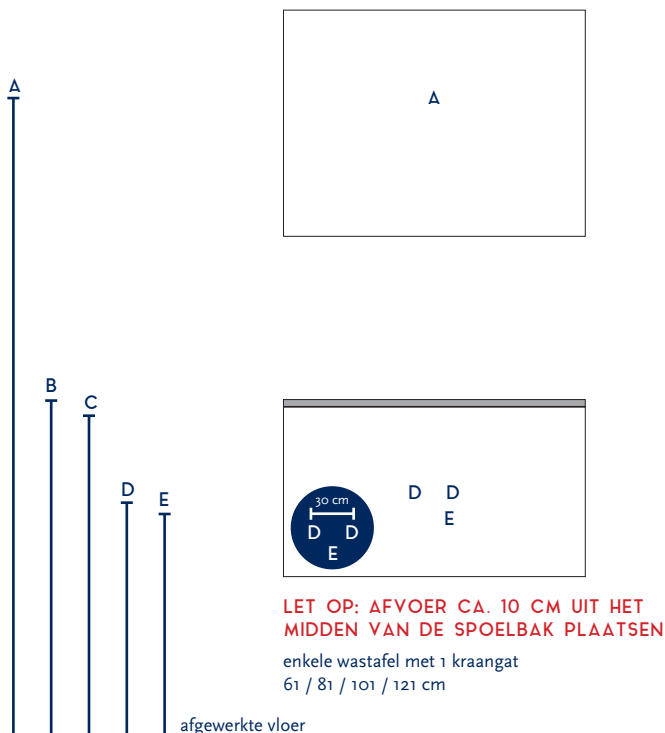 A
A
B
C
D
E
D D
E
30 cm
D D
E
LET OP: AFVOER CA. 10 CM UIT HET
MIDDEN VAN DE SPOELBAK PLAATSEN
enkele wastafel met 1 kraangat
61 / 81 / 101 / 121 cm
afgewerkte vloer